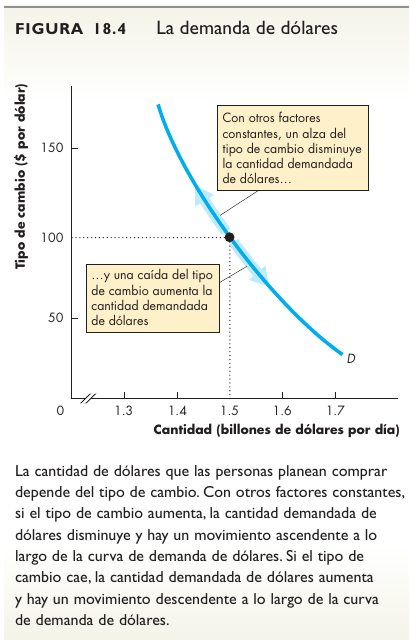 FIGURA 18.4 La demanda de dólares
Tipo de cambio ($ por dólar)
150
100
50
0
Con otros factores
constantes, un alza del
tipo de cambio disminuye
la cantidad demandada
de dólares…
…y una caída del tipo
de cambio aumenta la
cantidad demandada
de dólares
D
1.3 1.4 1.5 1.6 1.7
Cantidad (billones de dólares por día)
La cantidad de dólares que las personas planean comprar
depende del tipo de cambio. Con otros factores constantes,
si el tipo de cambio aumenta, la cantidad demandada de
dólares disminuye y hay un movimiento ascendente a lo
largo de la curva de demanda de dólares. Si el tipo de
cambio cae, la cantidad demandada de dólares aumenta
y hay un movimiento descendente a lo largo de la curva
de demanda de dólares.